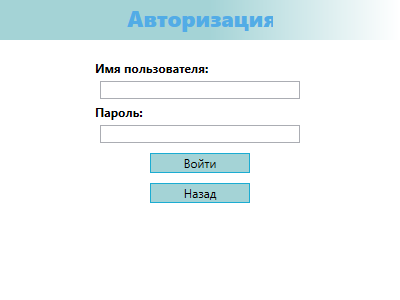 Авторизация
Имя пользователя:
Пароль:
Войти
Назад